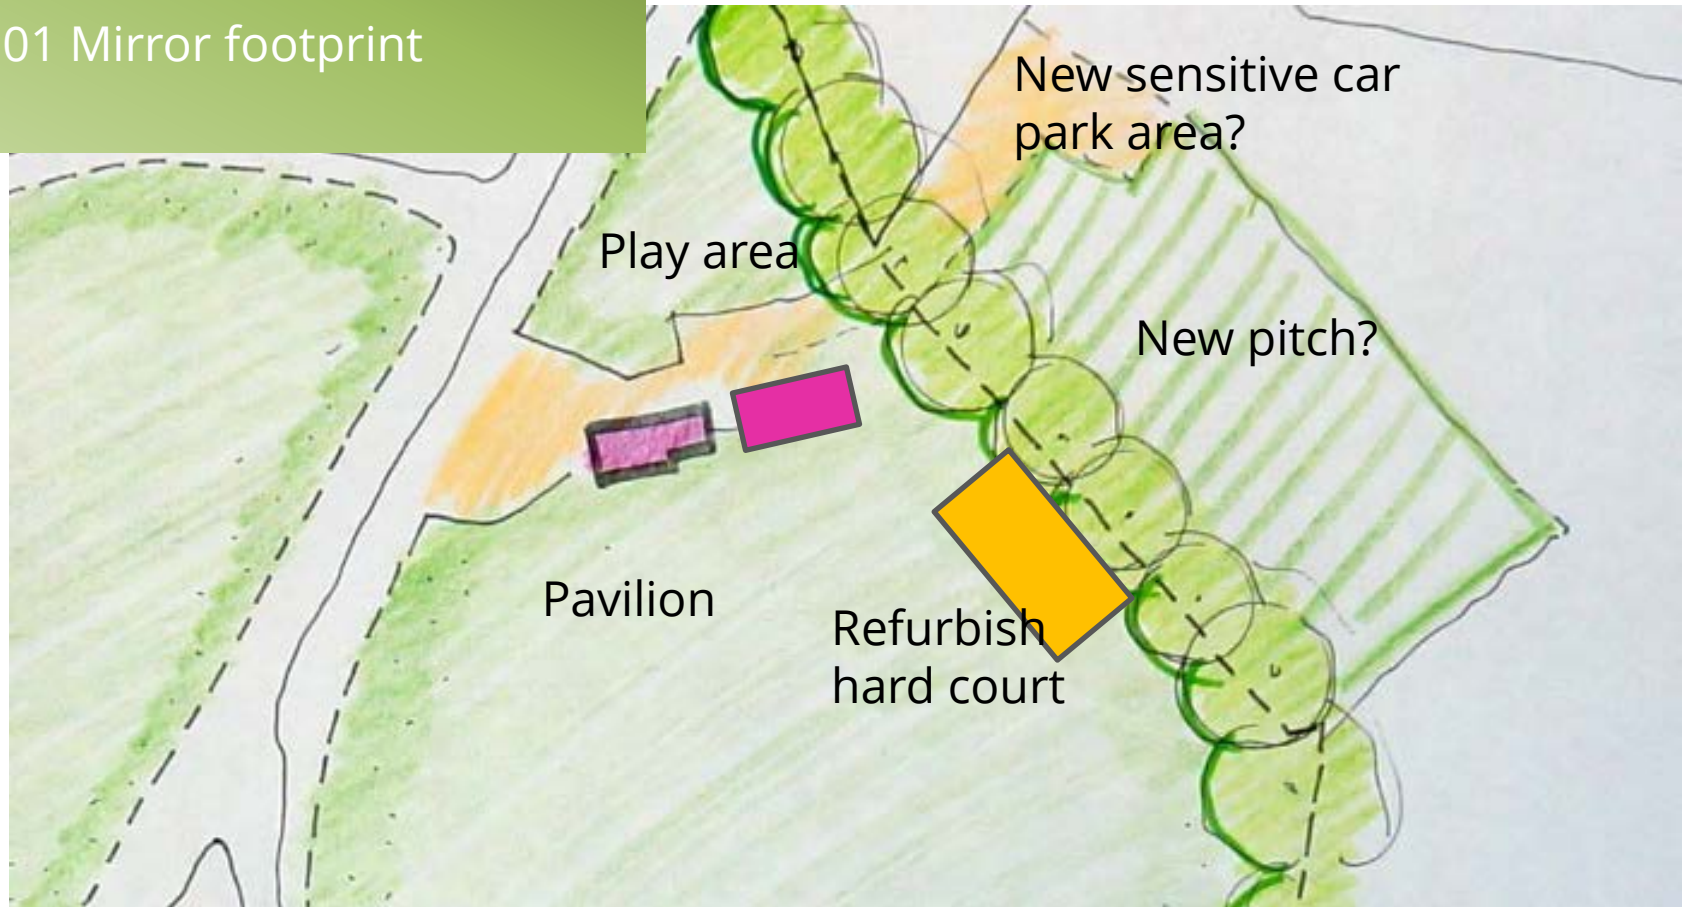 01 Mirror footprint
New sensitive car
park area?
Play area
New pitch?
Pavilion
Refurbish
hard court